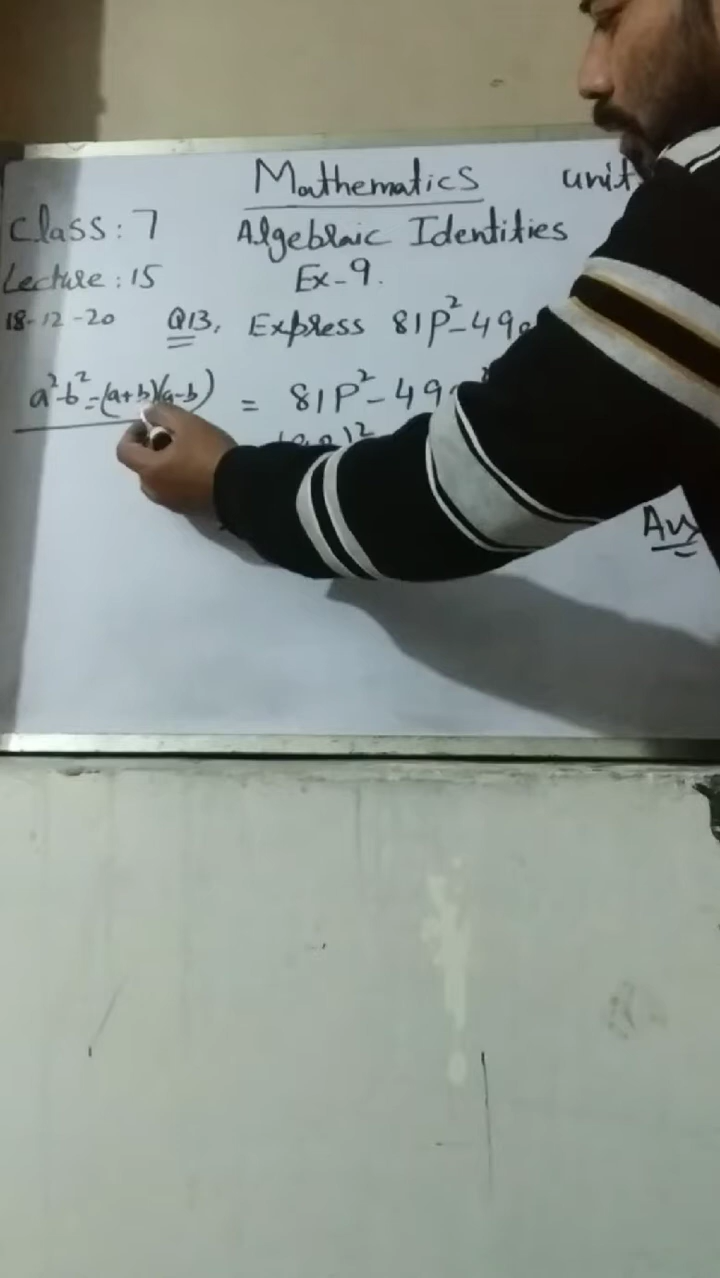 Mathematics unit
Class: 7 Algebraic Identities
Lecture: 15 Ex-9.
18-12-20 Q13, Express 81P²-49
a²-b²=(a+b)(a-b) = 81P²-49
Ans